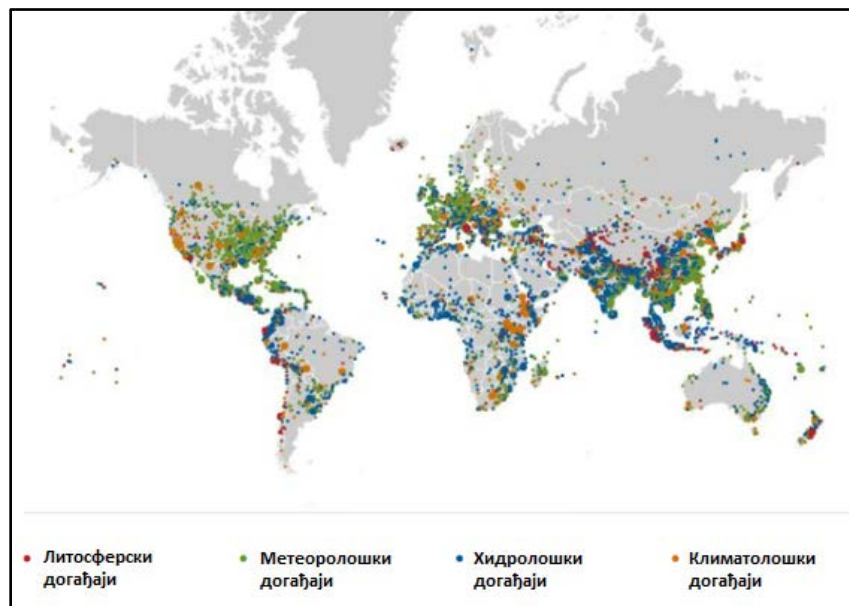 Литосферски
догађаји
Метеоролошки
догађаји
Хидролошки
догађаји
Климатолошки
догађаји